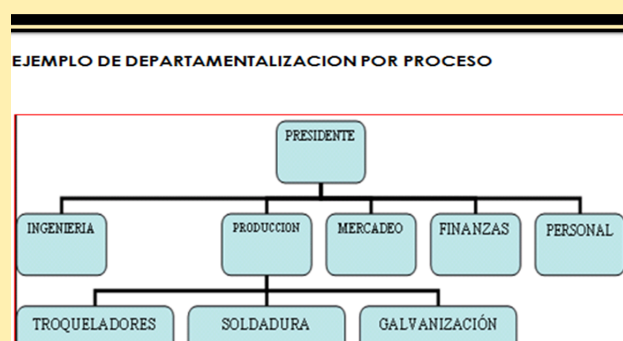 EJEMPLO DE DEPARTAMENTALIZACION POR PROCESO
PRESIDENTE
INGENIERIA PRODUCCION MERCADEO FINANZAS PERSONAL
TROQUELADORES SOLDADURA GALVANIZACIÓN